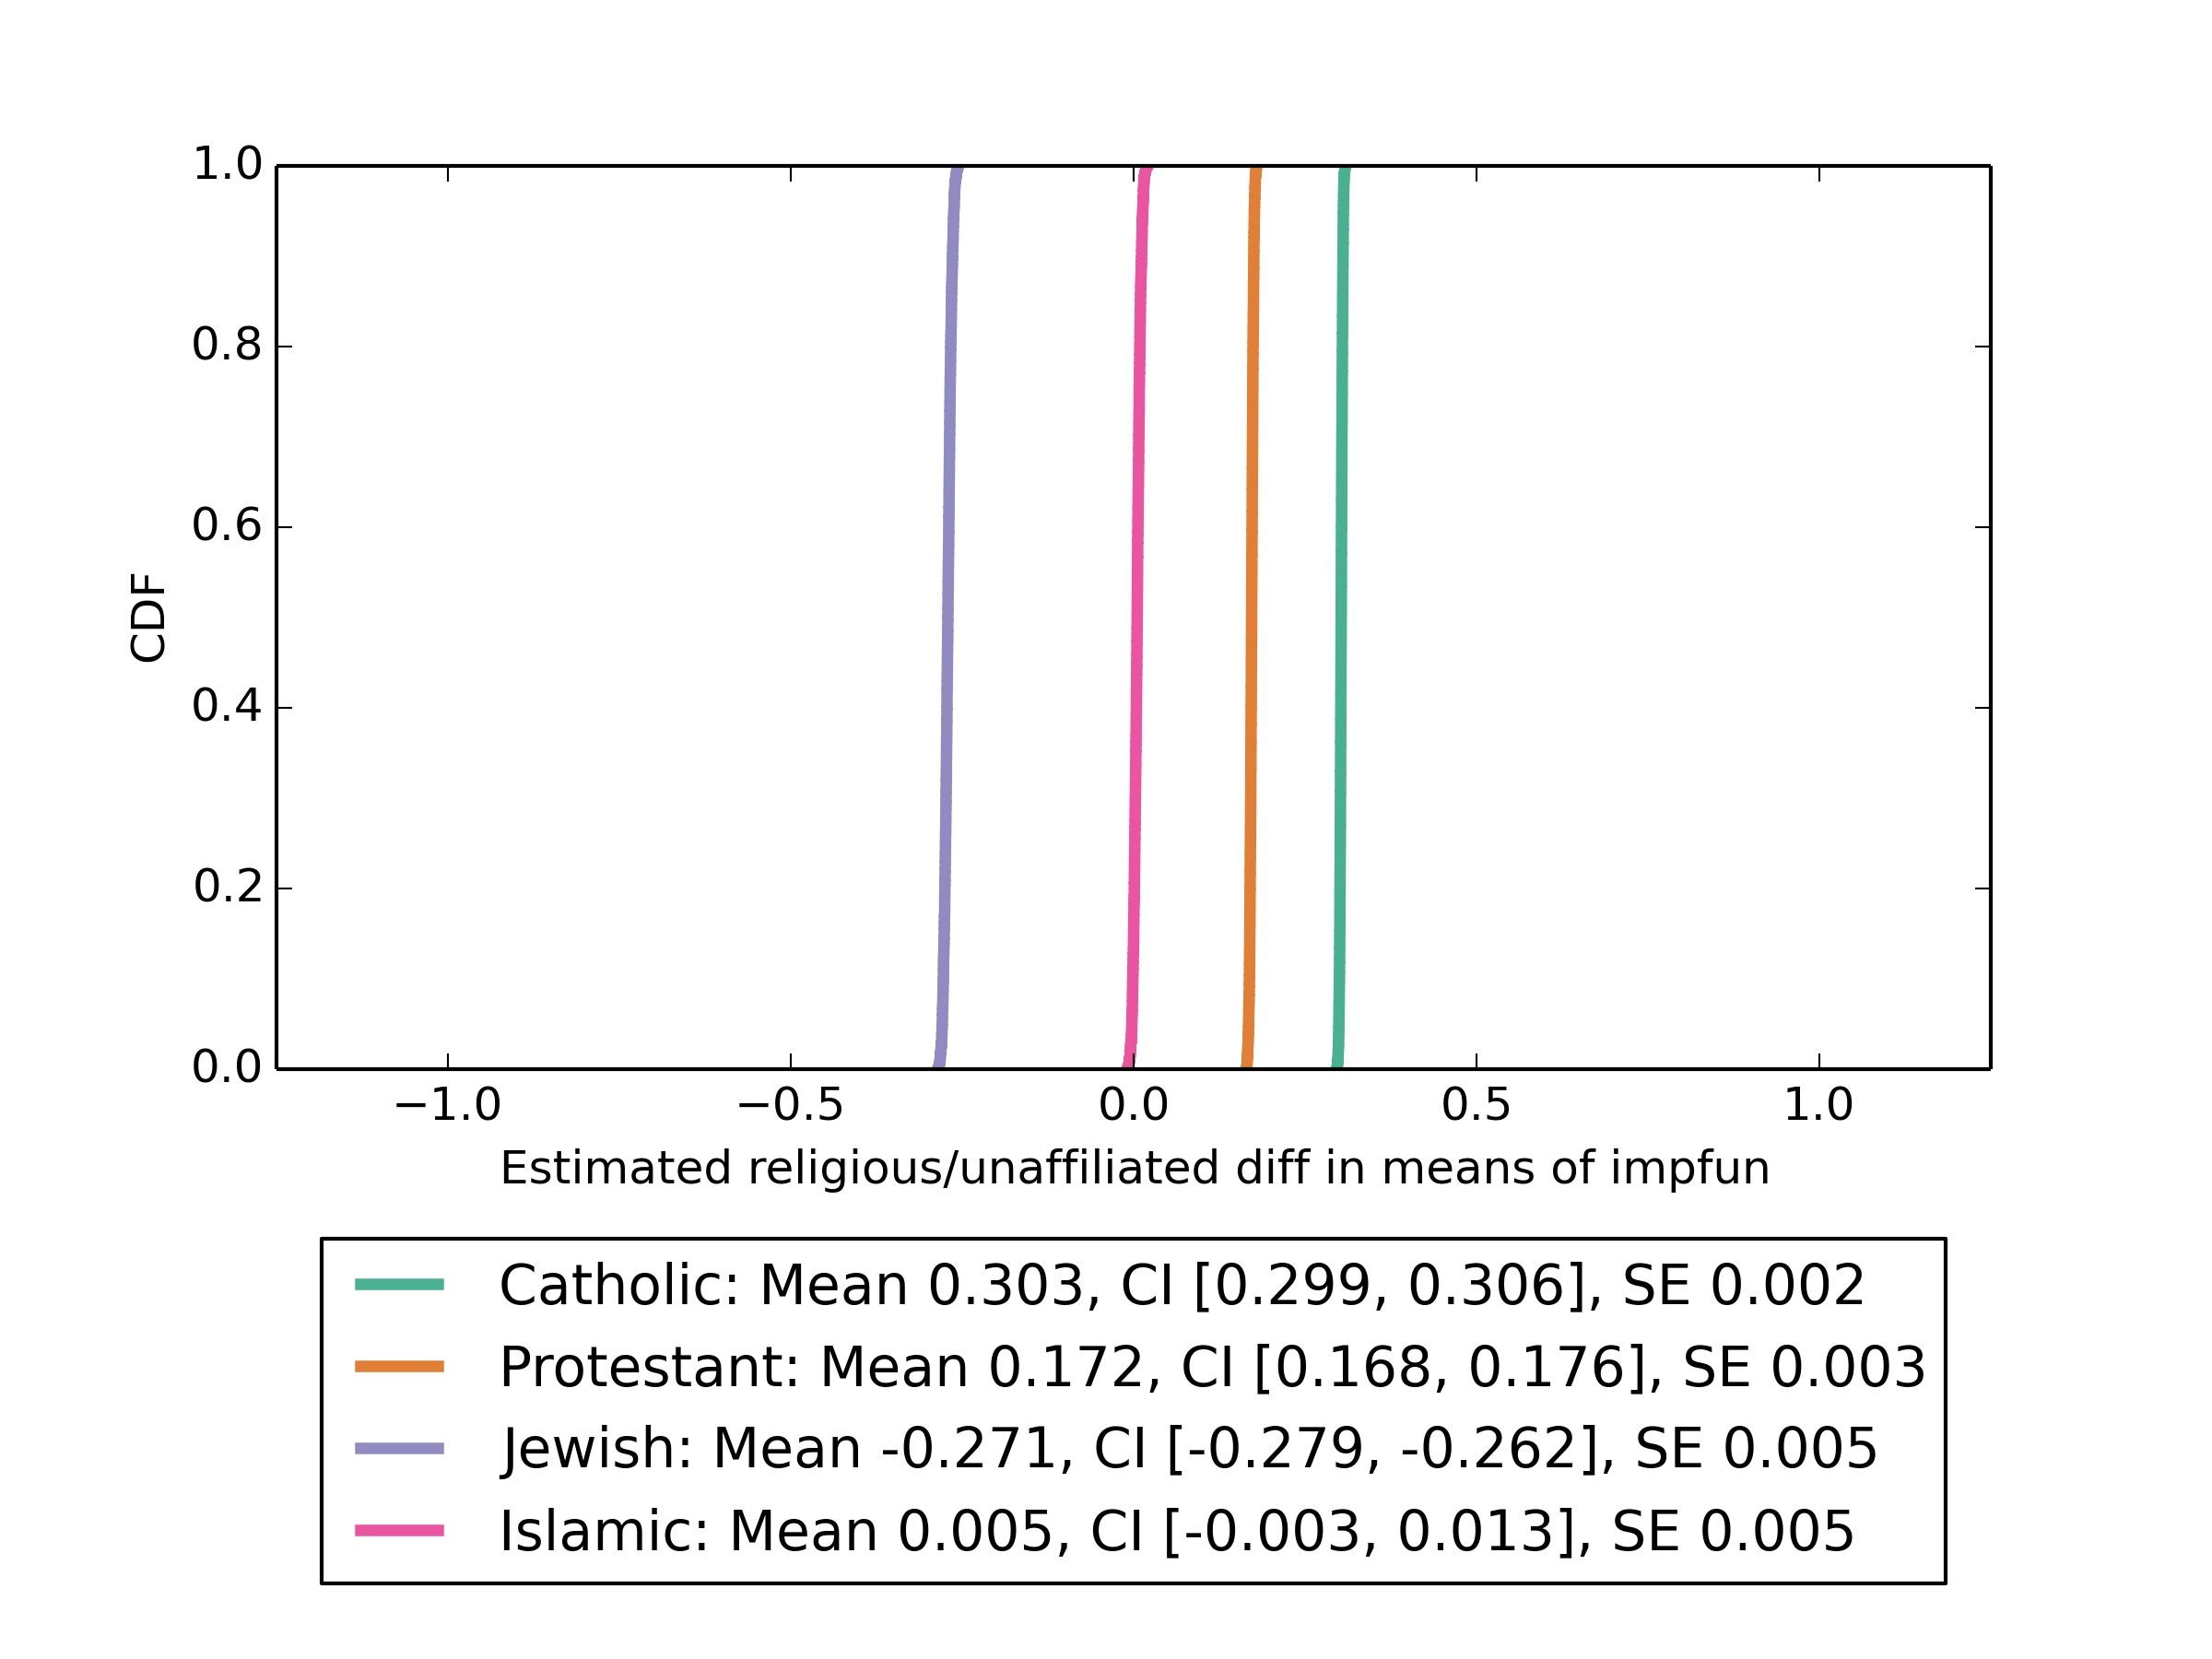 1.0
0.8
0.6
0.4
0.2
0.0
CDF
−1.0 −0.5 0.0 0.5 1.0
Estimated religious/unaffiliated diff in means of impfun
Catholic: Mean 0.303, CI [0.299, 0.306], SE 0.002
Protestant: Mean 0.172, CI [0.168, 0.176], SE 0.003
Jewish: Mean -0.271, CI [-0.279, -0.262], SE 0.005
Islamic: Mean 0.005, CI [-0.003, 0.013], SE 0.005